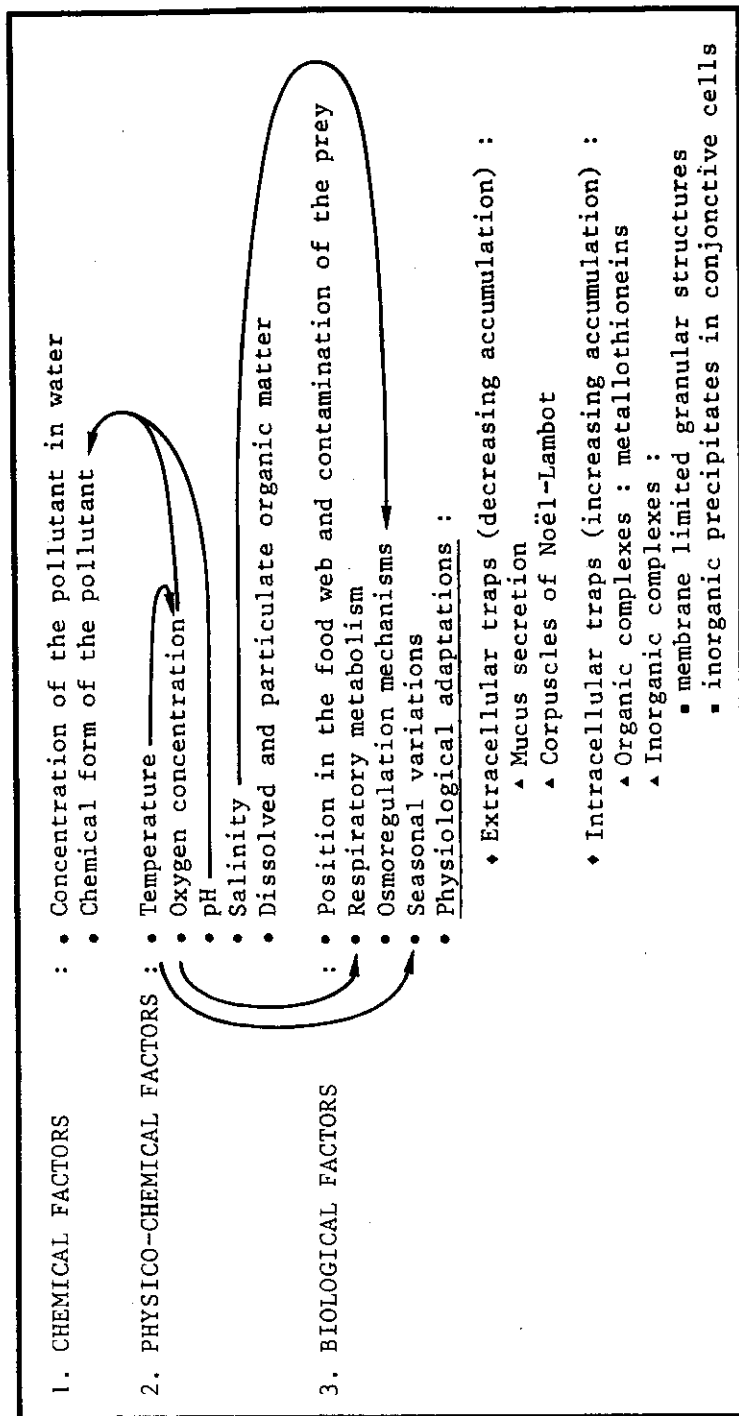 1. CHEMICAL FACTORS : • Concentration of the pollutant in water
• Chemical form of the pollutant
2. PHYSICO-CHEMICAL FACTORS : • Temperature
• Oxygen concentration
• pH
• Salinity
• Dissolved and particulate organic matter
3. BIOLOGICAL FACTORS : • Position in the food web and contamination of the prey
• Respiratory metabolism
• Osmoregulation mechanisms
• Seasonal variations
• Physiological adaptations :
♦ Extracellular traps (decreasing accumulation) :
▲ Mucus secretion
▲ Corpuscles of Noël-Lambot
♦ Intracellular traps (increasing accumulation) :
▲ Organic complexes : metallothioneins
▲ Inorganic complexes :
▪ membrane limited granular structures
▪ inorganic precipitates in conjonctive cells